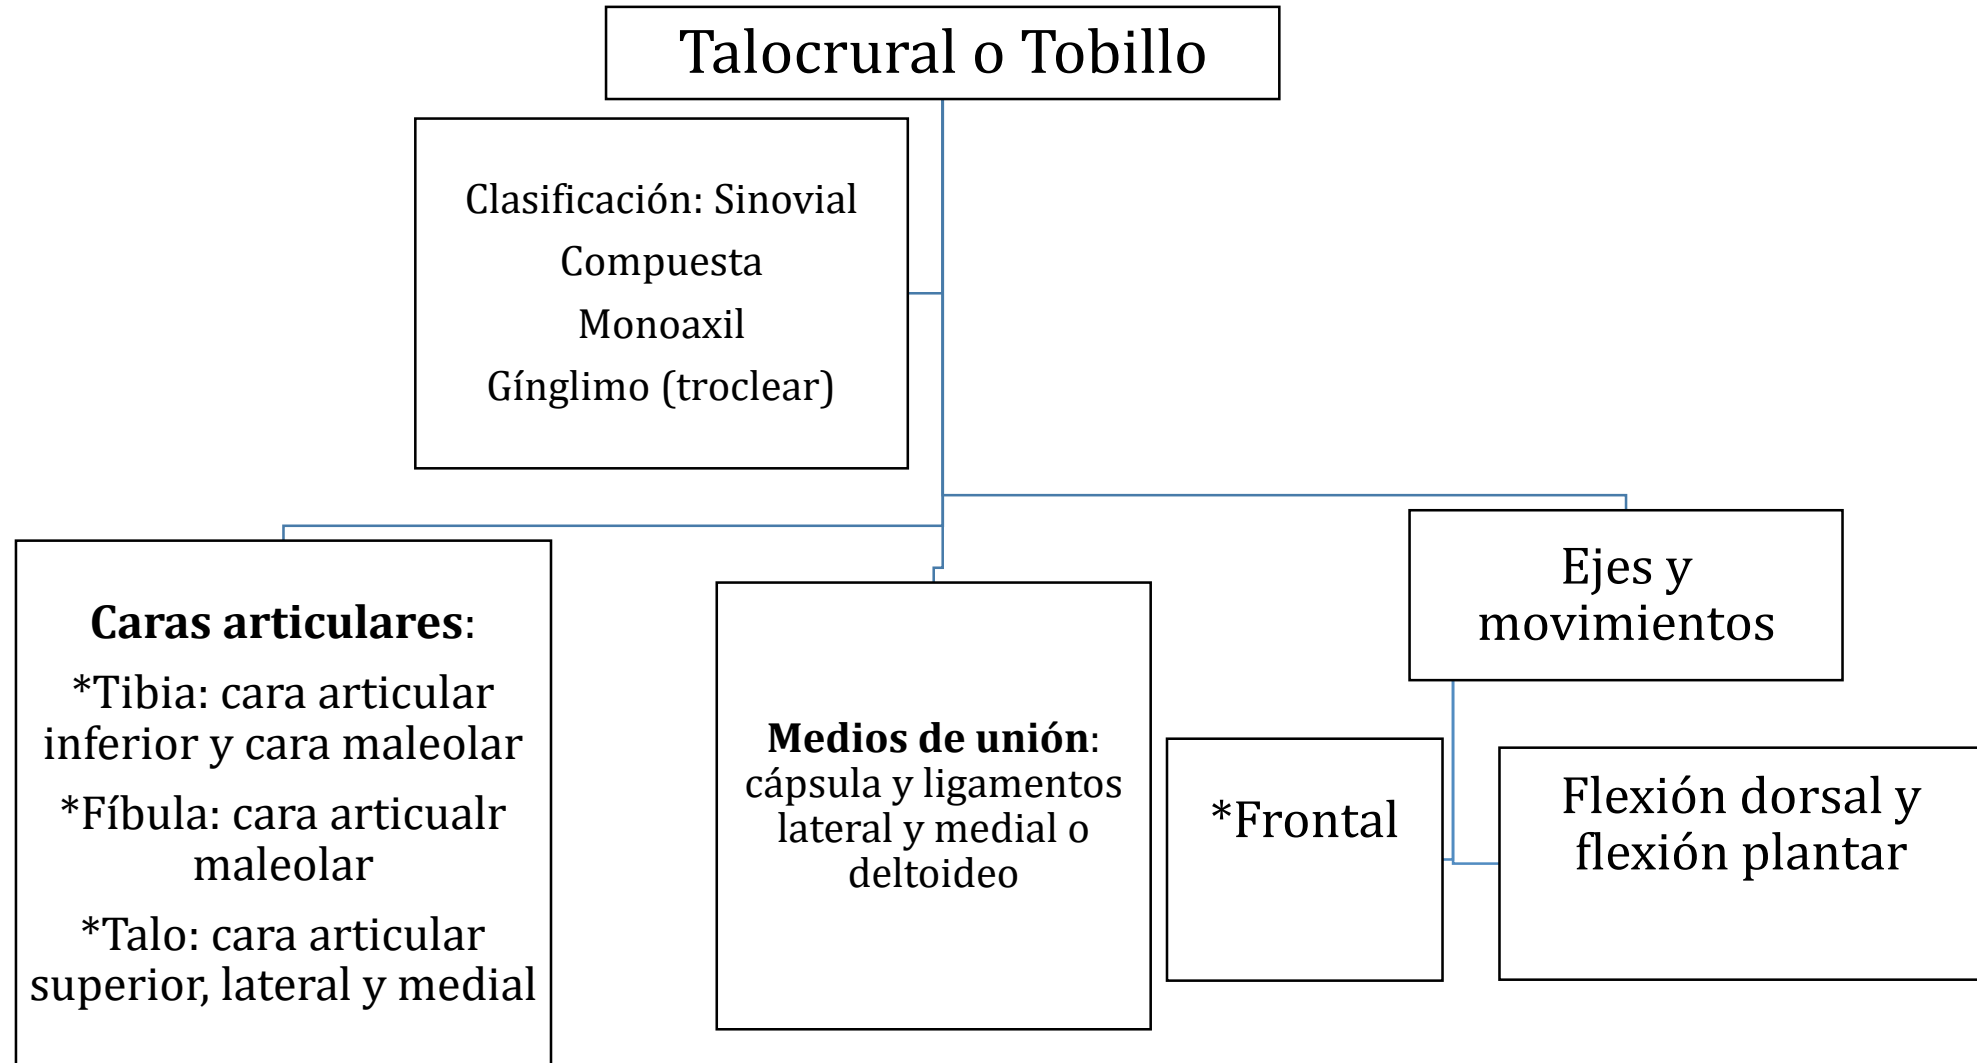 Talocrural o Tobillo
Clasificación: Sinovial
Compuesta
Monoaxil
Gínglimo (troclear)
Caras articulares:
*Tibia: cara articular
inferior y cara maleolar
*Fíbula: cara articualr
maleolar
*Talo: cara articular
superior, lateral y medial
Medios de unión:
cápsula y ligamentos
lateral y medial o
deltoideo
Ejes y
movimientos
*Frontal
Flexión dorsal y
flexión plantar